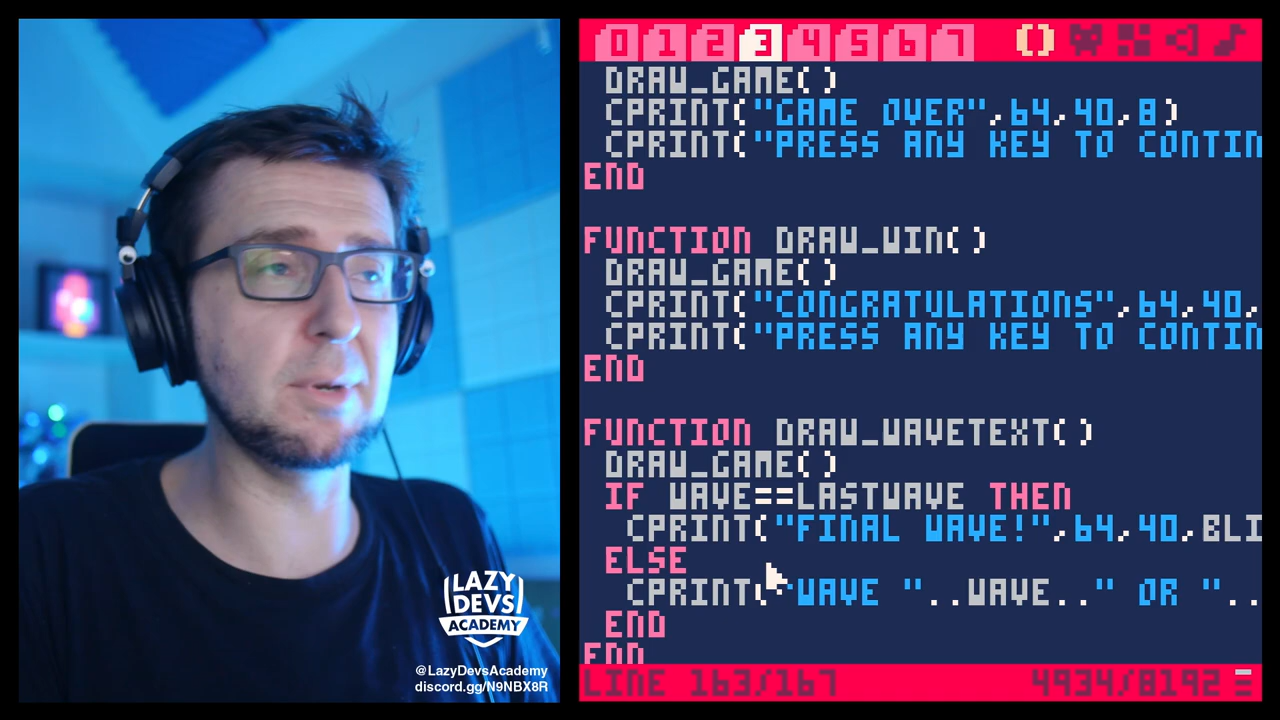 LAZY
DEVS
ACADEMY
@LazyDevsAcademy
discord.gg/N9NBX8R
0 1 2 3 4 5 6 7 ()
DRAW_GAME()
CPRINT("GAME OVER",64,40,8)
CPRINT("PRESS ANY KEY TO CONTIN
END
FUNCTION DRAW_WIN()
DRAW_GAME()
CPRINT("CONGRATULATIONS",64,40,
CPRINT("PRESS ANY KEY TO CONTIN
END
FUNCTION DRAW_WAVETEXT()
DRAW_GAME()
IF WAVE==LASTWAVE THEN
CPRINT("FINAL WAVE!",64,40,BLI
ELSE
CPRINT("WAVE "..WAVE.." OR "..
END
END
LINE 163/167
4934/8192